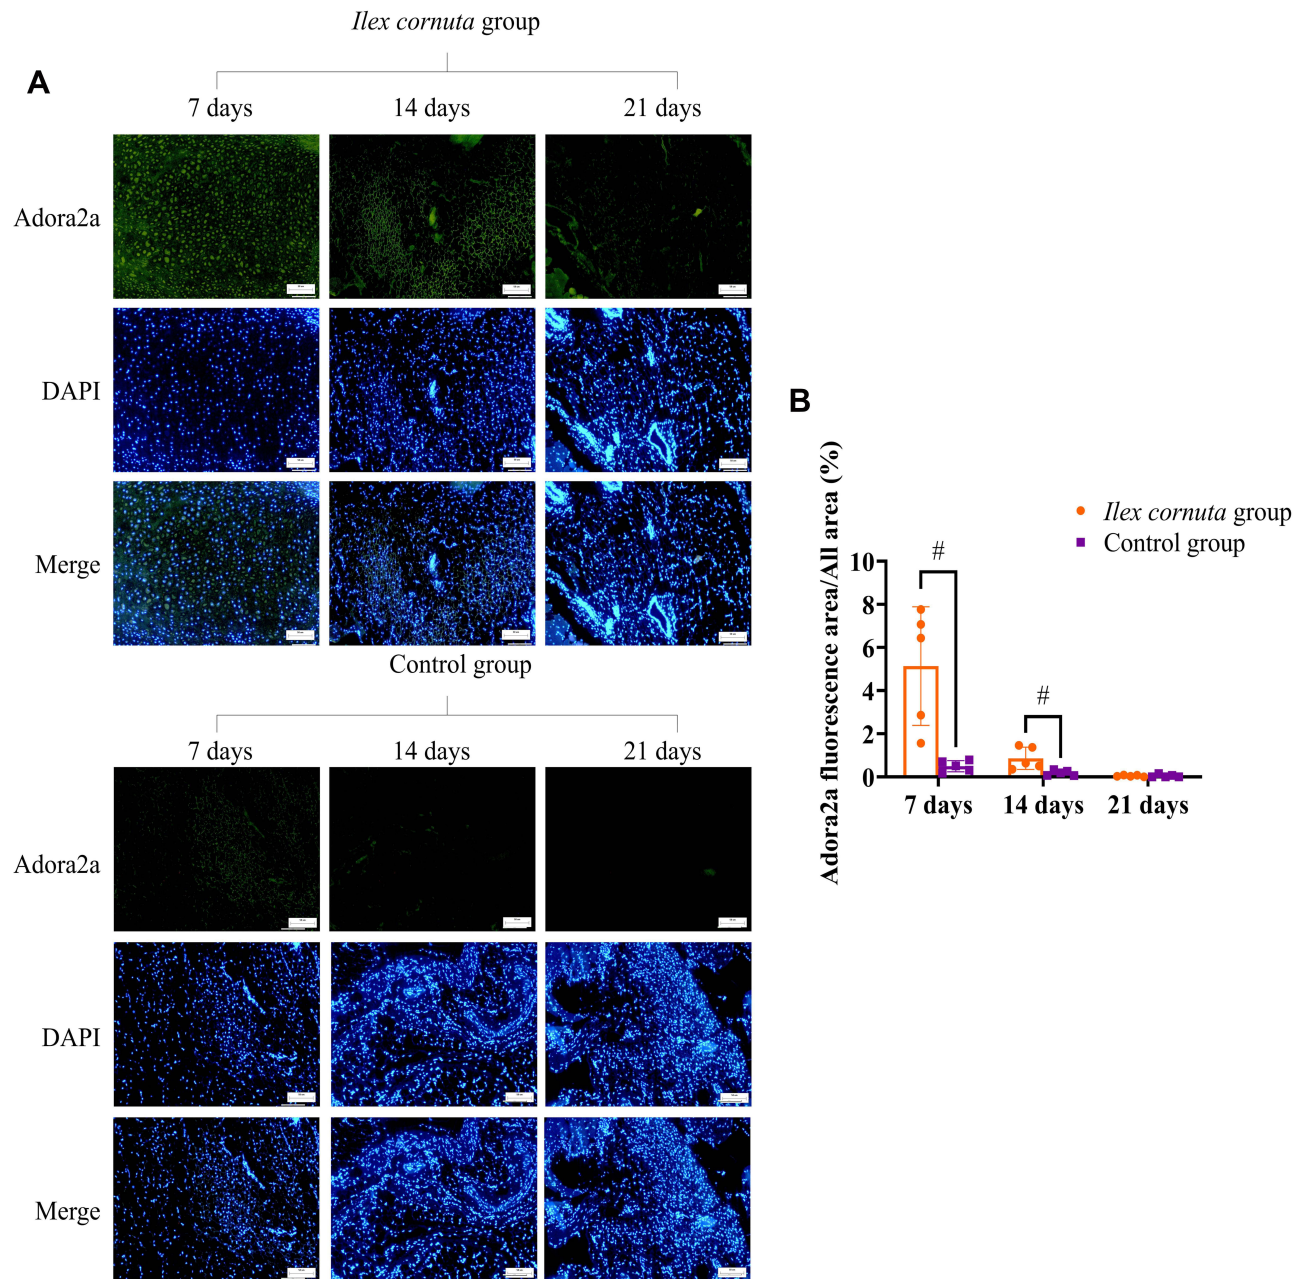 Ilex cornuta group
A
7 days 14 days 21 days
Adora2a
DAPI
Merge
Control group
7 days 14 days 21 days
Adora2a
DAPI
Merge
B
Adora2a fluorescence area/All area (%)
Ilex cornuta group
Control group
10
8
6
4
2
0
#
#
7 days 14 days 21 days